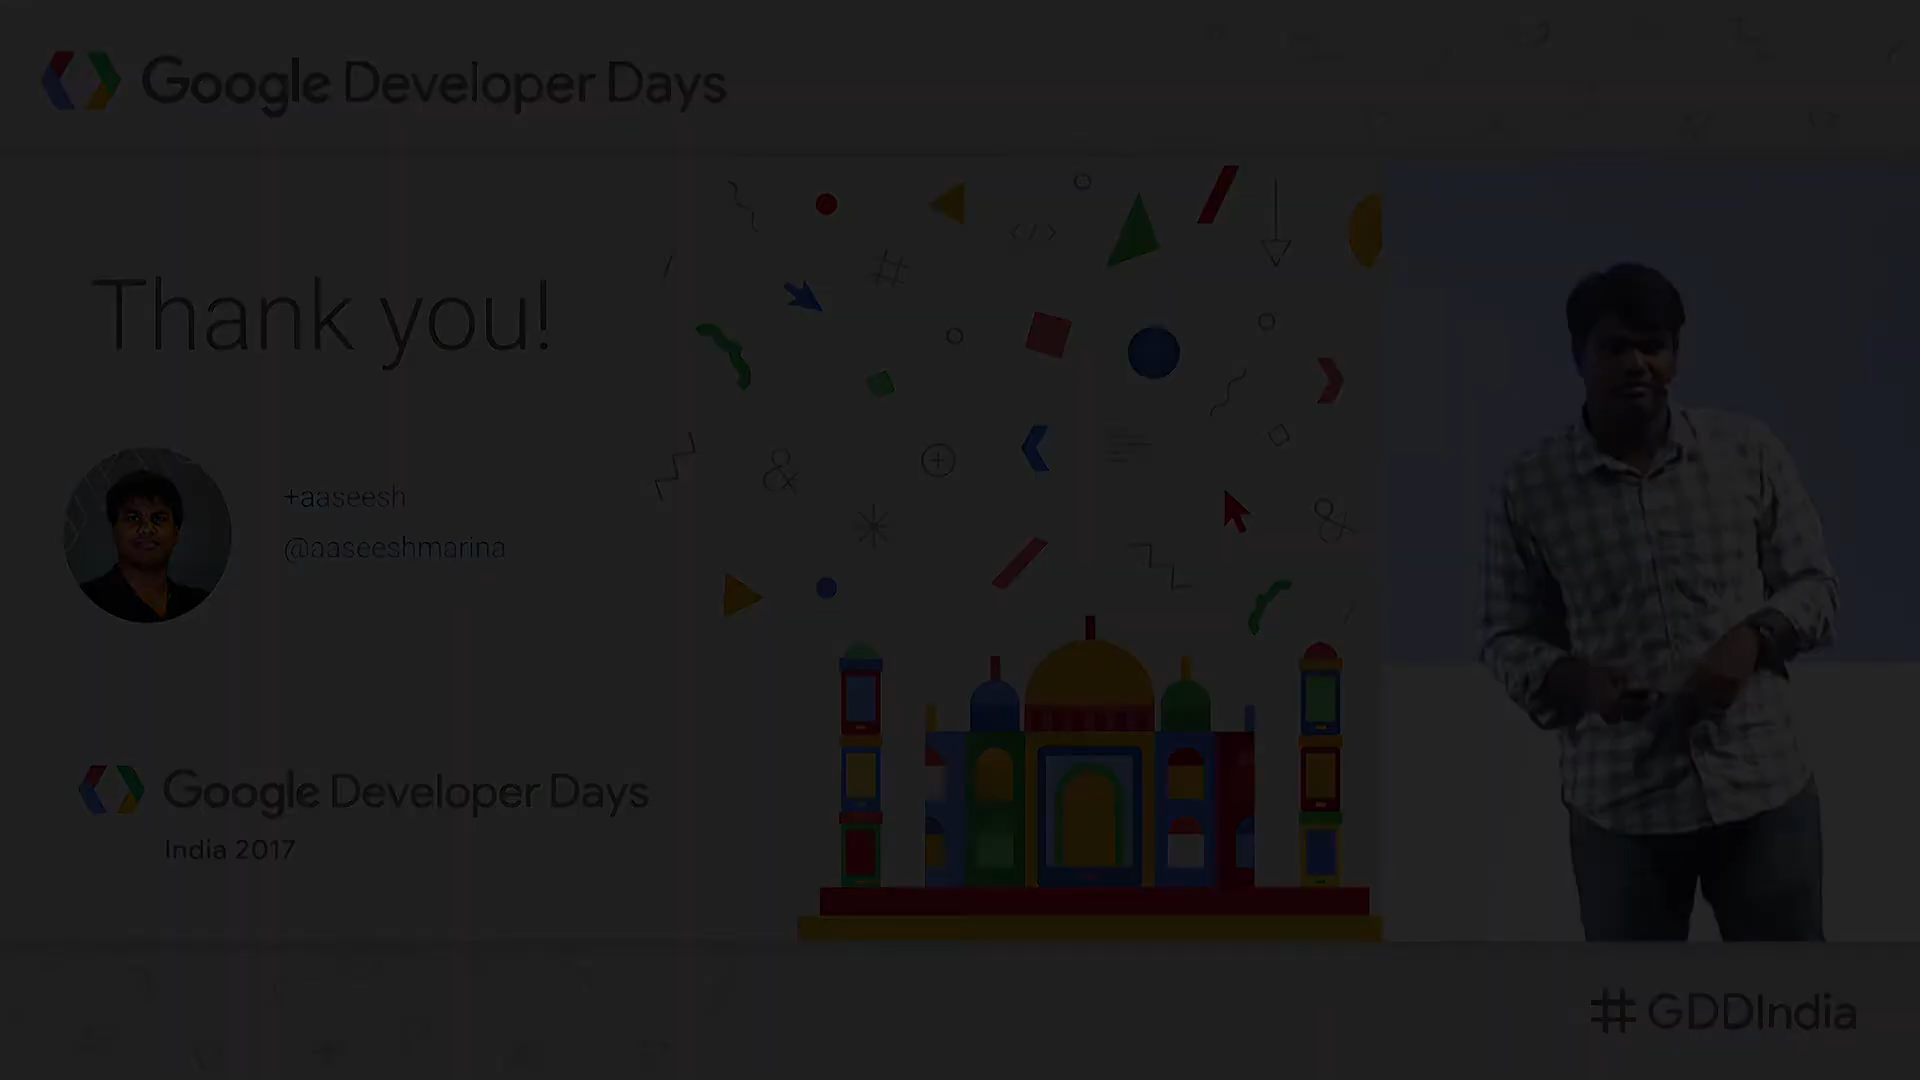 Google Developer Days
Thank you!
+aaseesh
@aaseeshmarina
Google Developer Days
India 2017
#GDDIndia